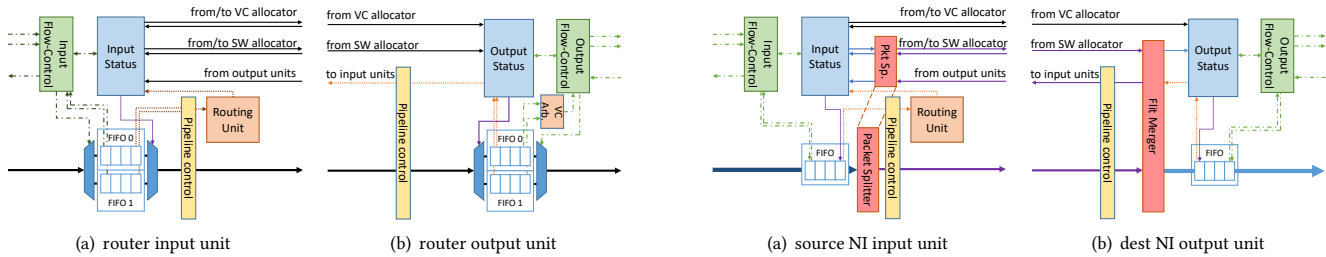 from/to VC allocator
Input
Flow-Control
Input
Status
from/to SW allocator
from output units
Routing
Unit
FIFO 0
FIFO 1
Pipeline control
(a) router input unit
from VC allocator
from SW allocator
to input units
Output
Status
Output
Flow-Control
VC
Arb.
Pipeline control
FIFO 0
FIFO 1
(b) router output unit
from/to VC allocator
Input
Flow-Control
Input
Status
Pkt Sp.
from/to SW allocator
from output units
Routing
Unit
FIFO
Packet Splitter
Pipeline control
(a) source NI input unit
from VC allocator
from SW allocator
to input units
Output
Status
Output
Flow-Control
Pipeline control
Flit Merger
FIFO
(b) dest NI output unit